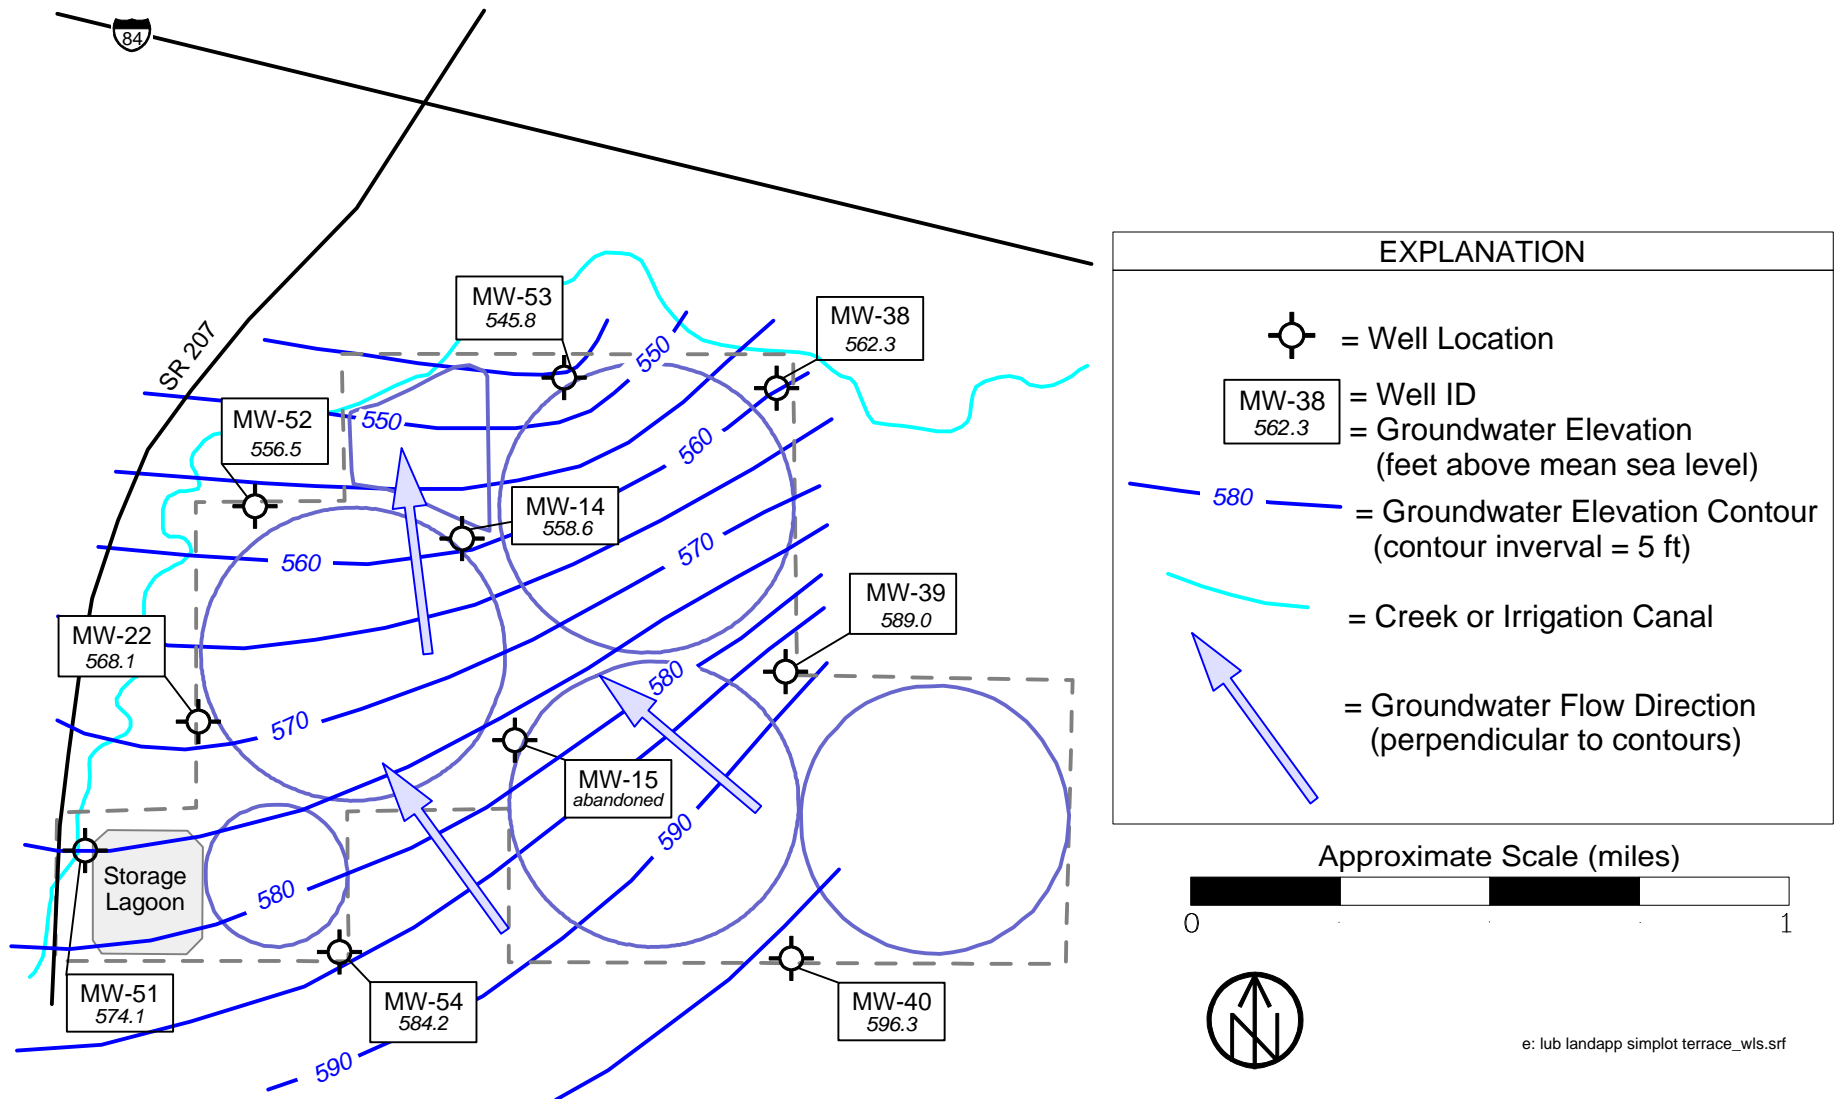 84
SR 207
MW-53
545.8
MW-38
562.3
550
MW-52
556.5
550
560
MW-14
558.6
560
570
MW-39
589.0
MW-22
568.1
580
570
MW-15
abandoned
590
Storage
Lagoon
580
MW-51
574.1
MW-54
584.2
MW-40
596.3
590
EXPLANATION
= Well Location
MW-38
562.3
= Well ID
= Groundwater Elevation
(feet above mean sea level)
580
= Groundwater Elevation Contour
(contour inverval = 5 ft)
= Creek or Irrigation Canal
= Groundwater Flow Direction
(perpendicular to contours)
Approximate Scale (miles)
0
1
N
e: lub landapp simplot terrace_wls.srf